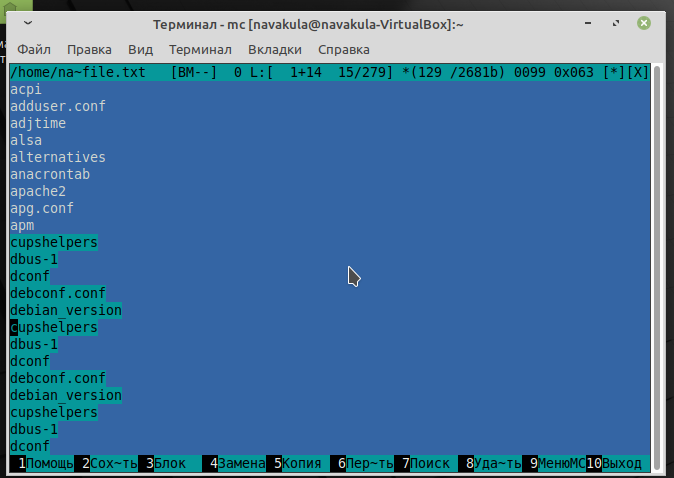 Терминал - mc [navakula@navakula-VirtualBox]:~
Файл Правка Вид Терминал Вкладки Справка
/home/na~file.txt [BM--] 0 L:[ 1+14 15/279] *(129 /2681b) 0099 0x063 [*][X]
acpi
adduser.conf
adjtime
alsa
alternatives
anacrontab
apache2
apg.conf
apm
cupshelpers
dbus-1
dconf
debconf.conf
debian_version
cupshelpers
dbus-1
dconf
debconf.conf
debian_version
cupshelpers
dbus-1
dconf
1Помощь 2Сох~ть 3Блок 4Замена 5Копия 6Пер~ть 7Поиск 8Уда~ть 9МенюМС 10Выход